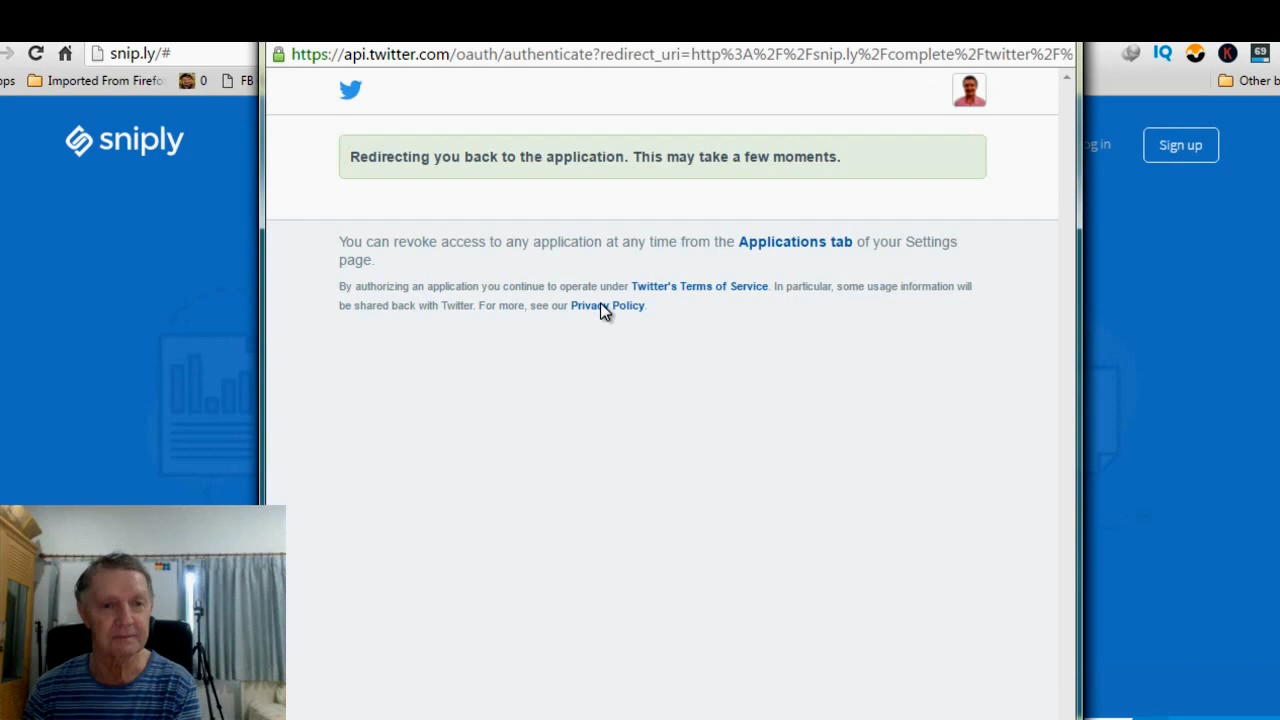 snip.ly/#
https://api.twitter.com/oauth/authenticate?redirect_uri=http%3A%2F%2Fsnip.ly%2Fcomplete%2Ftwitter%2F%
IQ
K
69
Imported From Firefo
0
FB
Other b
sniply
Sign up
Redirecting you back to the application. This may take a few moments.
You can revoke access to any application at any time from the Applications tab of your Settings
page.
By authorizing an application you continue to operate under Twitter's Terms of Service. In particular, some usage information will
be shared back with Twitter. For more, see our Privacy Policy.